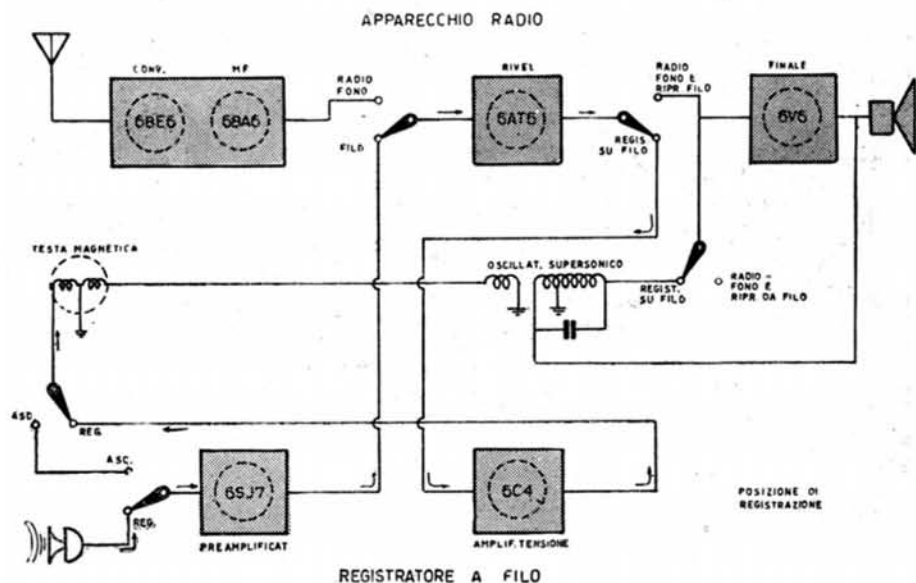 APPARECCHIO RADIO
CONV.
M.F
RADIO
FONO
RIVEL
RADIO
FONO E
RIPR. FILO
FINALE
6BE6
6BA6
6AT6
6V6
FILO
REGIS
SU FILO
TESTA MAGNETICA
OSCILLAT. SUPERSONICO
REGIST.
SU FILO
RADIO -
FONO E
RIPR. DA FILO
ASC.
REG.
ASC.
REG.
6SJ7
6C4
POSIZIONE DI
REGISTRAZIONE
PREAMPLIFICAT
AMPLIF. TENSIONE
REGISTRATORE A FILO